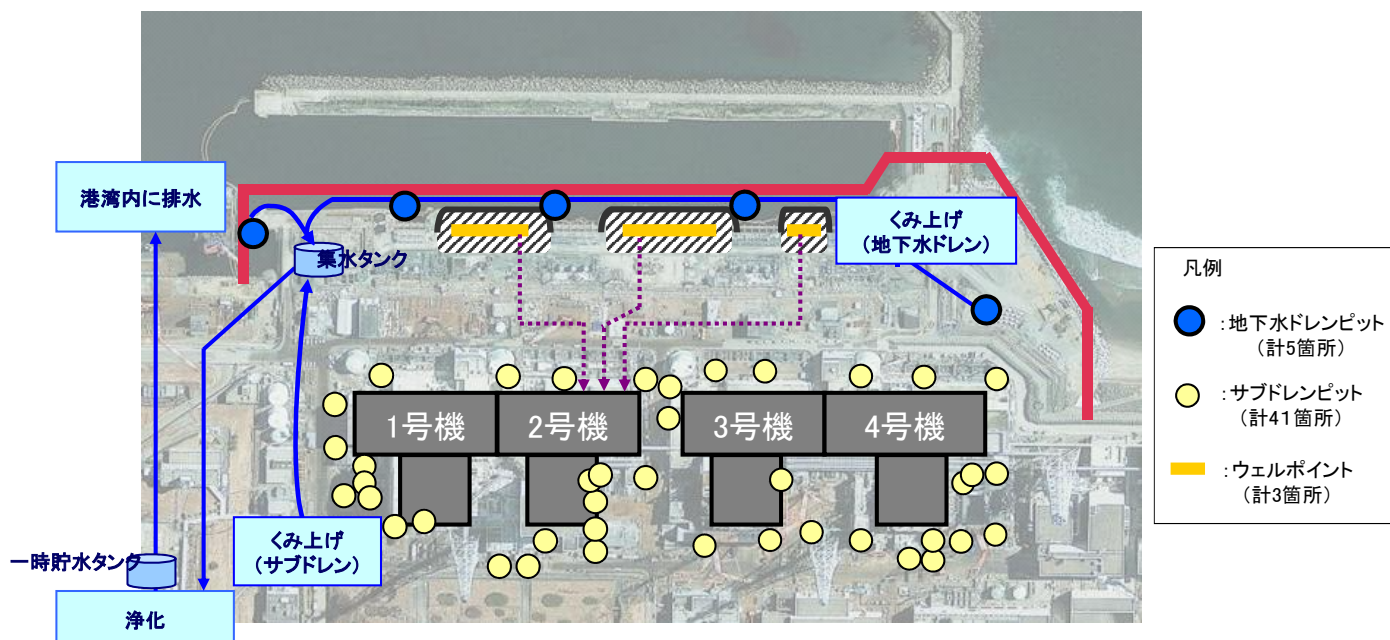 港湾内に排水
集水タンク
くみ上げ
（地下水ドレン）
凡例
：地下水ドレンピット
（計5箇所）
：サブドレンピット
（計41箇所）
：ウェルポイント
（計3箇所）
1号機
2号機
3号機
4号機
くみ上げ
（サブドレン）
一時貯水タンク
浄化